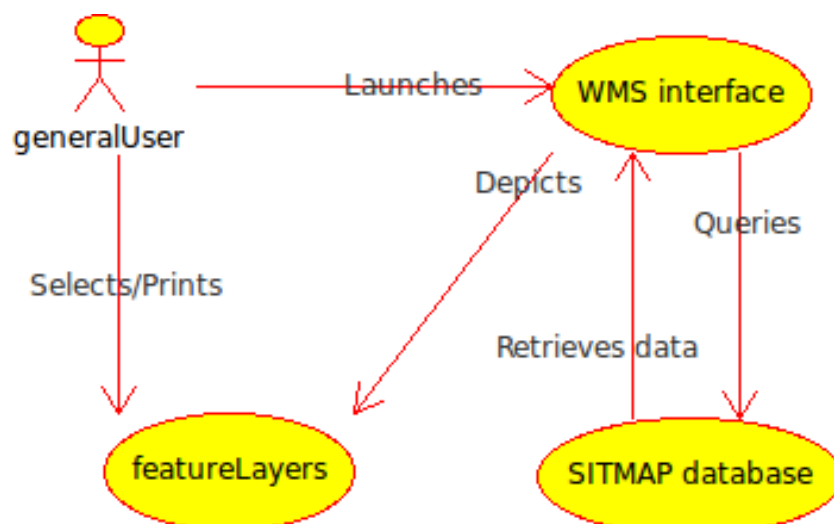 Launches
WMS interface
generalUser
Depicts
Queries
Selects/Prints
Retrieves data
featureLayers
SITMAP database